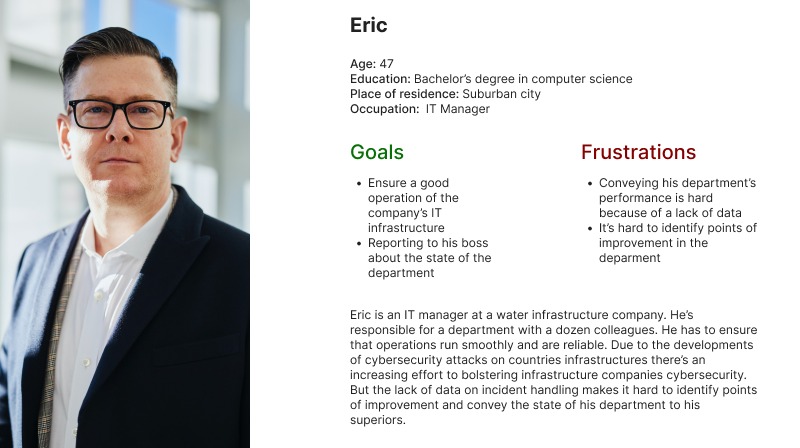 Eric
Age: 47
Education: Bachelor’s degree in computer science
Place of residence: Suburban city
Occupation:  IT Manager
Goals
• Ensure a good
operation of the
company’s IT
infrastructure
• Reporting to his boss
about the state of the
department
Frustrations
• Conveying his department’s
performance is hard
because of a lack of data
• It’s hard to identify points of
improvement in the
deparment
Eric is an IT manager at a water infrastructure company. He’s
responsible for a department with a dozen colleagues. He has to ensure
that operations run smoothly and are reliable. Due to the developments
of cybersecurity attacks on countries infrastructures there’s an
increasing effort to bolstering infrastructure companies cybersecurity.
But the lack of data on incident handling makes it hard to identify points
of improvement and convey the state of his department to his
superiors.